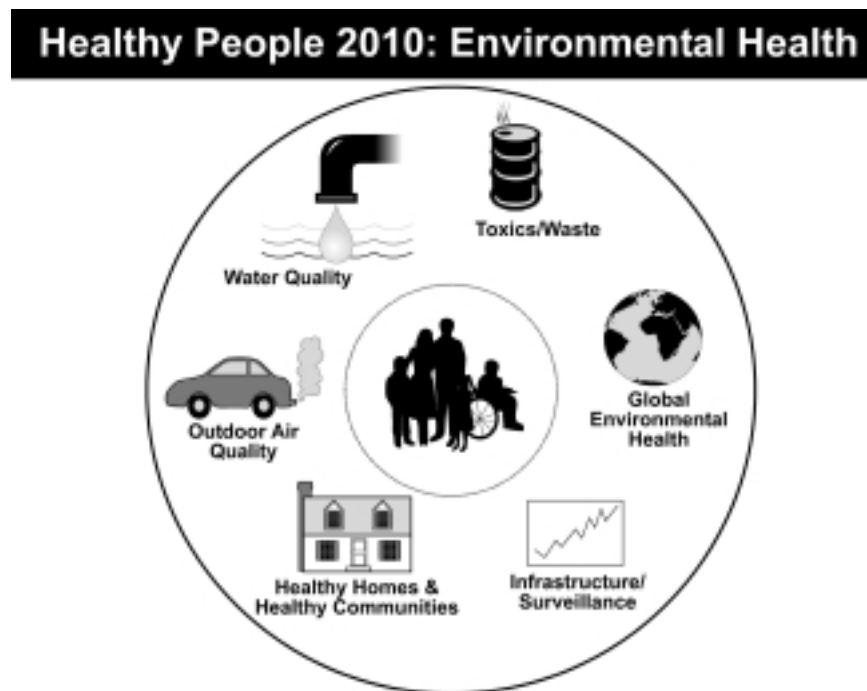 Healthy People 2010: Environmental Health
Toxics/Waste
Water Quality
Global
Environmental
Health
Outdoor Air
Quality
Infrastructure/
Surveillance
Healthy Homes &
Healthy Communities